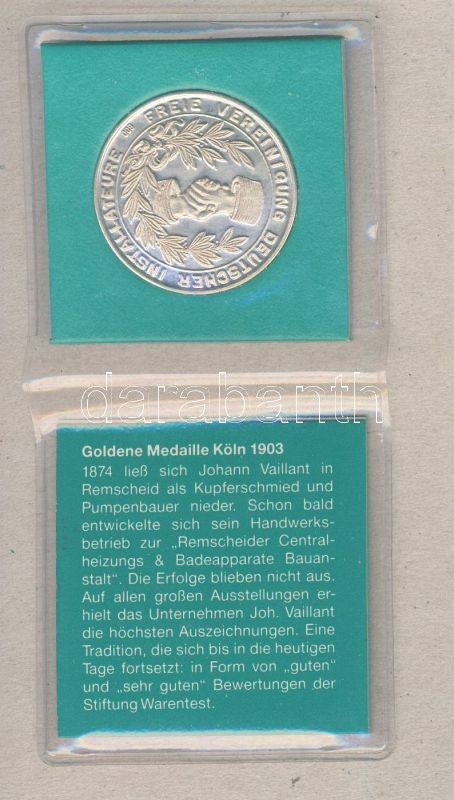 FREIE VEREINIGUNG DEUTSCHER INSTALLATEURE
darabanth
Goldene Medaille Köln 1903
1874 ließ sich Johann Vaillant in
Remscheid als Kupferschmied und
Pumpenbauer nieder. Schon bald
entwickelte sich sein Handwerks-
betrieb zur „Remscheider Central-
heizungs & Badeapparate Bauan-
stalt“. Die Erfolge blieben nicht aus.
Auf allen großen Ausstellungen er-
hielt das Unternehmen Joh. Vaillant
die höchsten Auszeichnungen. Eine
Tradition, die sich bis in die heutigen
Tage fortsetzt: in Form von „guten“
und „sehr guten“ Bewertungen der
Stiftung Warentest.